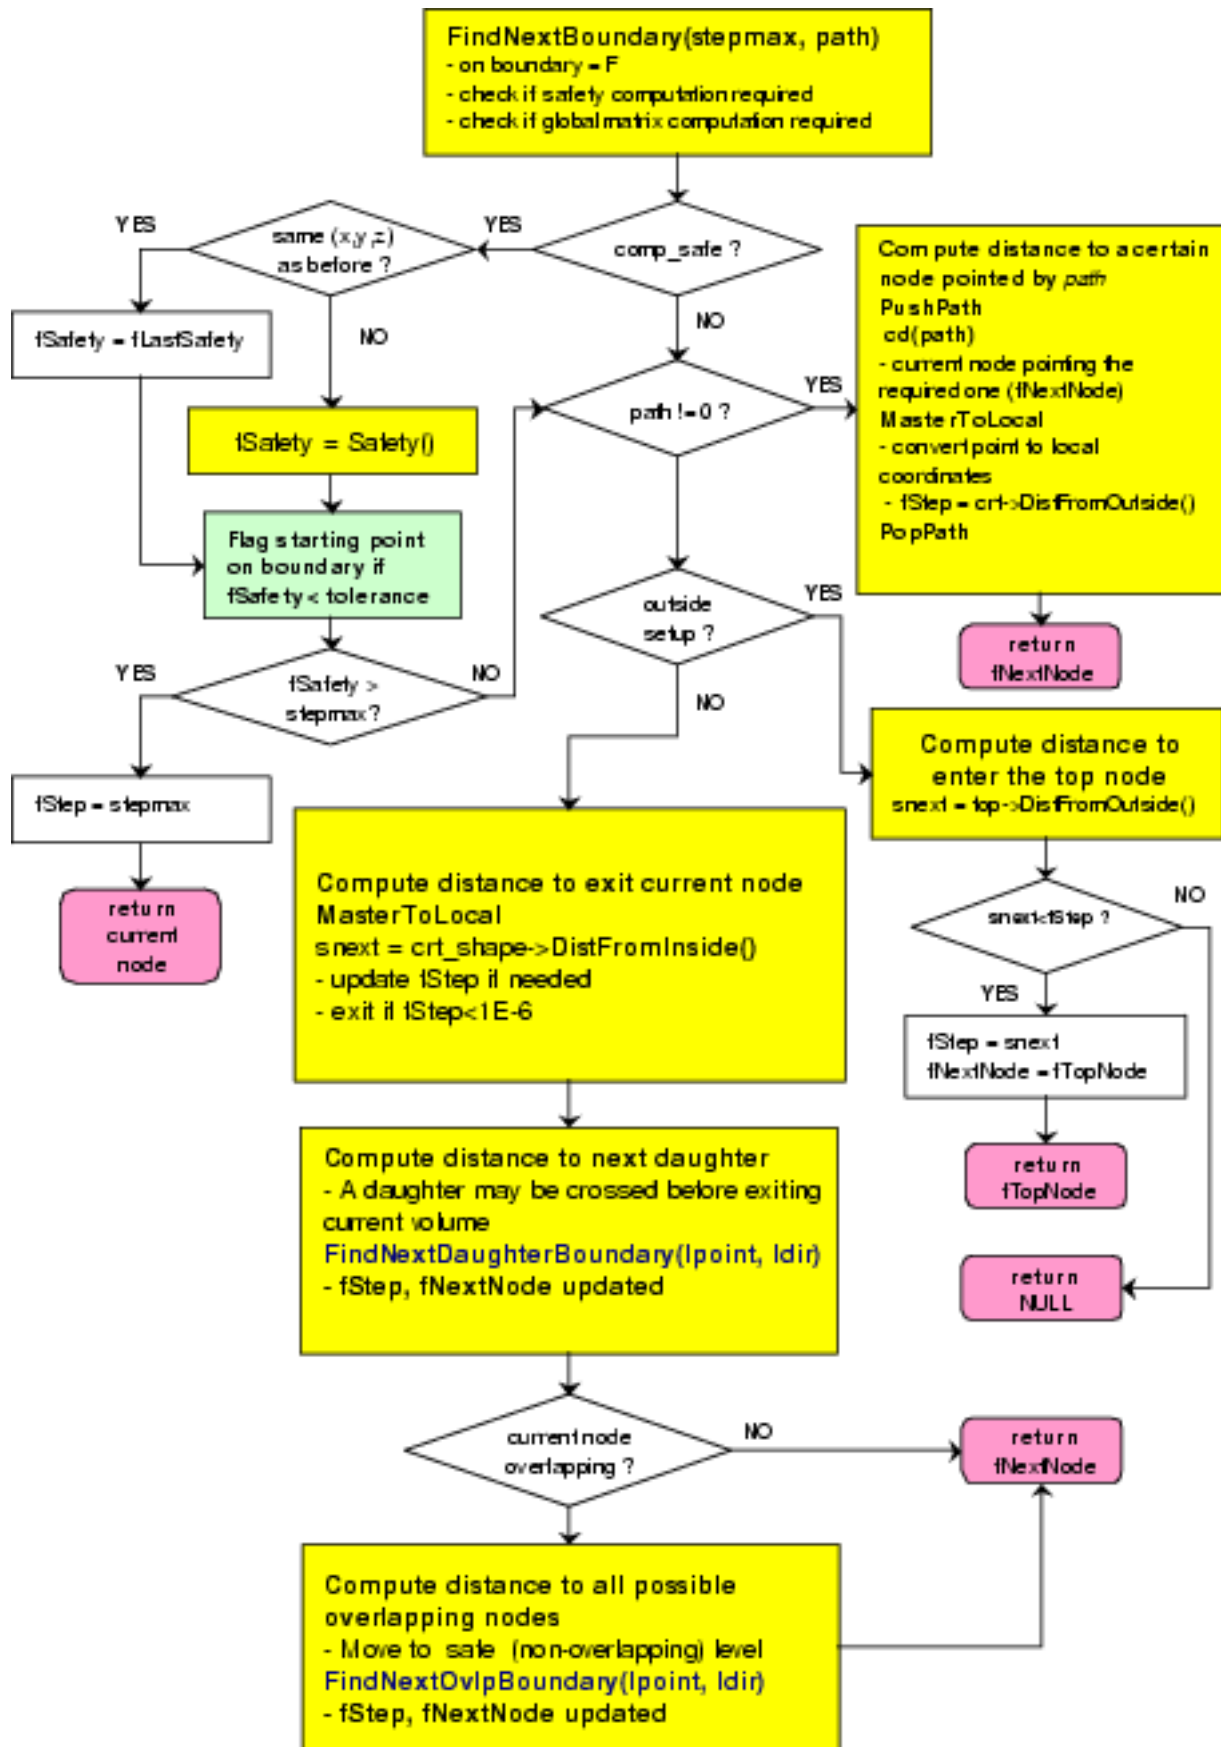 FindNextBoundary(stepmax, path)
- on boundary = F
- check if safety computation required
- check if global matrix computation required
YES
same (x,y,z)
as before ?
YES
comp_safe ?
NO
NO
fSafety = fLastSafety
fSafety = Safety()
Flag starting point
on boundary if
fSafety < tolerance
YES
fSafety >
stepmax ?
NO
fStep = stepmax
return
current
node
path != 0 ?
YES
Compute distance to a certain
node pointed by path
PushPath
cd(path)
- current node pointing the
required one (fNextNode)
MasterToLocal
- convert point to local
coordinates
- fStep = crt->DistFromOutside()
PopPath
return
fNextNode
outside
setup ?
YES
NO
Compute distance to
enter the top node
snext = top->DistFromOutside()
snext<fStep ?
NO
YES
fStep = snext
fNextNode = fTopNode
return
fTopNode
return
NULL
Compute distance to exit current node
MasterToLocal
snext = crt_shape->DistFromInside()
- update fStep if needed
- exit if fStep<1E-6
Compute distance to next daughter
- A daughter may be crossed before exiting
current volume
FindNextDaughterBoundary(lpoint, ldir)
- fStep, fNextNode updated
current node
overlapping ?
NO
return
fNextNode
Compute distance to all possible
overlapping nodes
- Move to safe (non-overlapping) level
FindNextOvlpBoundary(lpoint, ldir)
- fStep, fNextNode updated